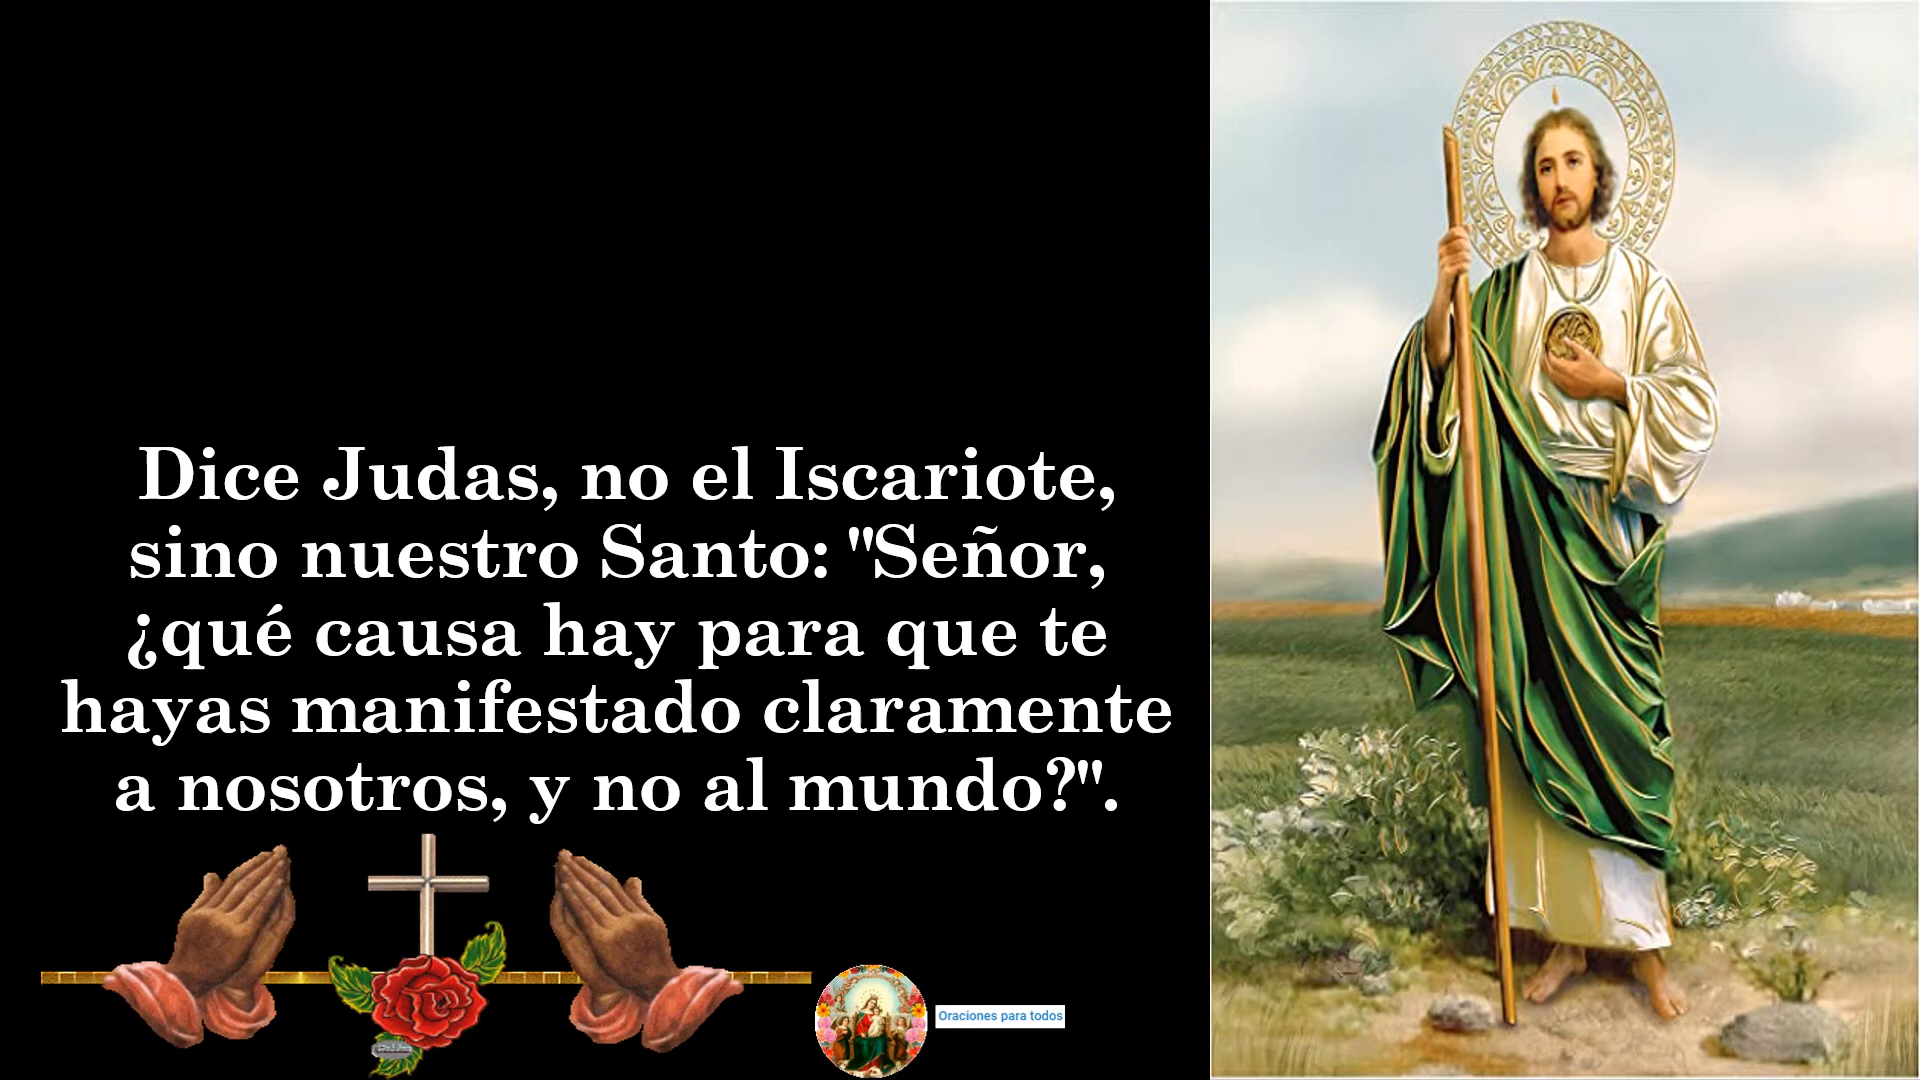 Dice Judas, no el Iscariote,
sino nuestro Santo: "Señor,
¿qué causa hay para que te
hayas manifestado claramente
a nosotros, y no al mundo?".
Oraciones para todos